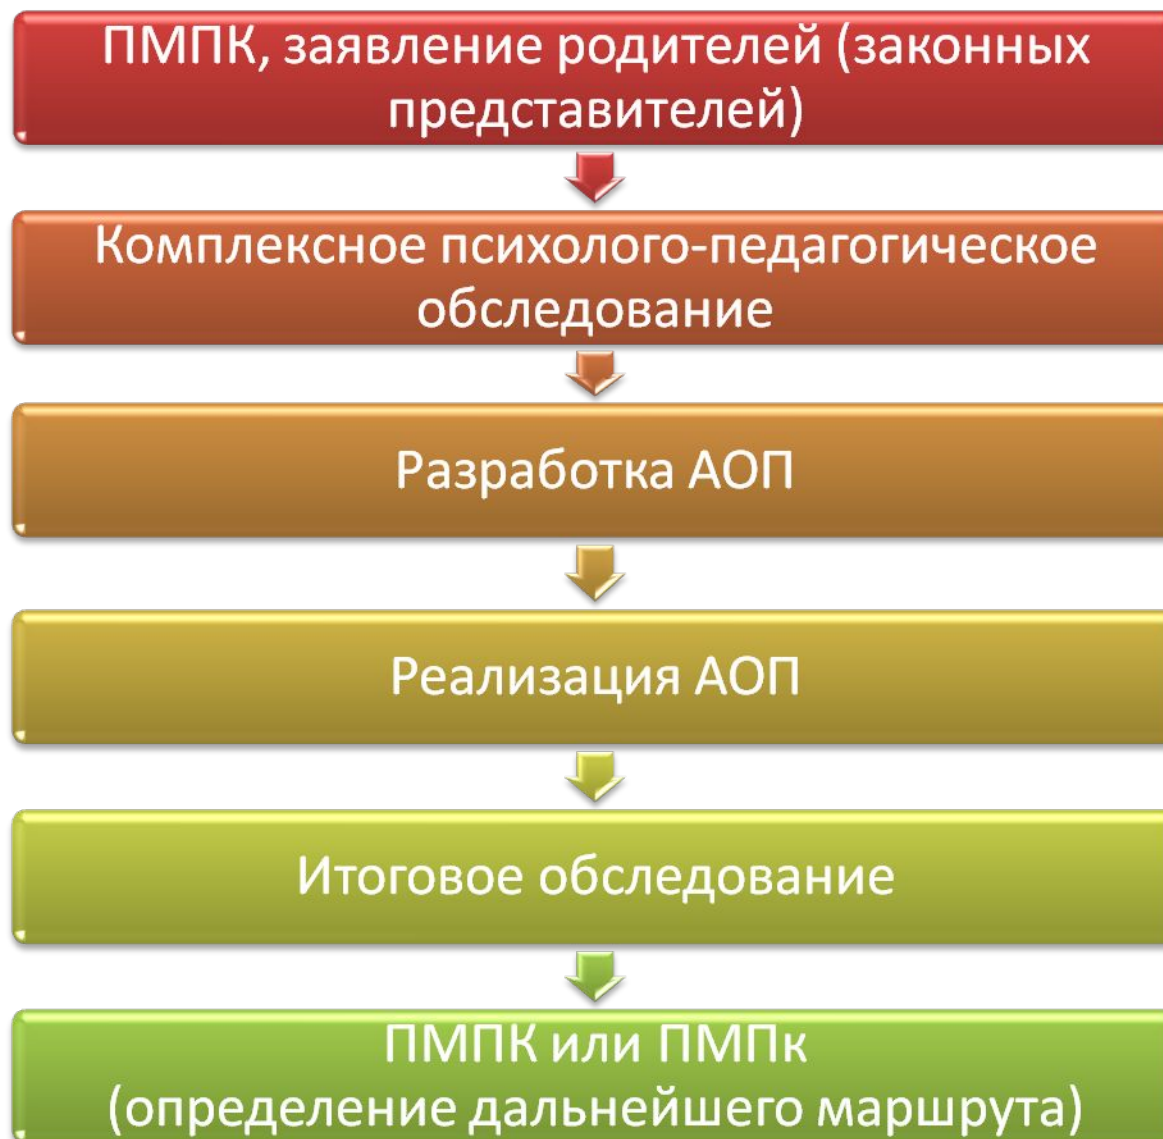 ПМПК, заявление родителей (законных
представителей)
Комплексное психолого-педагогическое
обследование
Разработка АОП
Реализация АОП
Итоговое обследование
ПМПК или ПМПк
(определение дальнейшего маршрута)